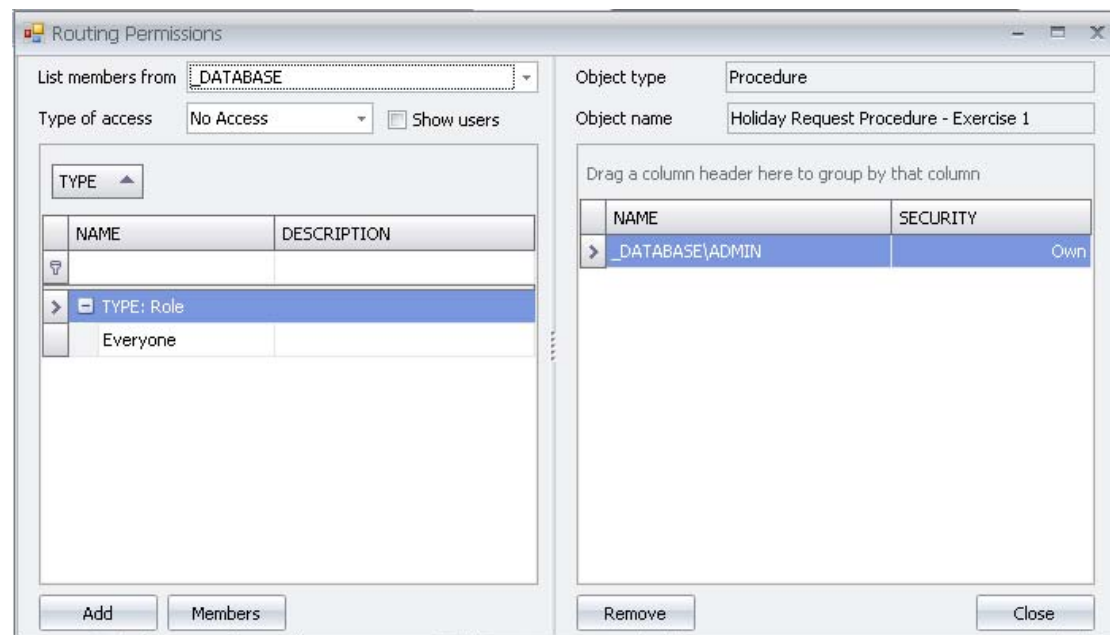 Routing Permissions
List members from _DATABASE
Type of access No Access Show users
TYPE
NAME DESCRIPTION
TYPE: Role
Everyone
Add Members
Object type Procedure
Object name Holiday Request Procedure - Exercise 1
Drag a column header here to group by that column
NAME SECURITY
_DATABASE\ADMIN Own
Remove Close